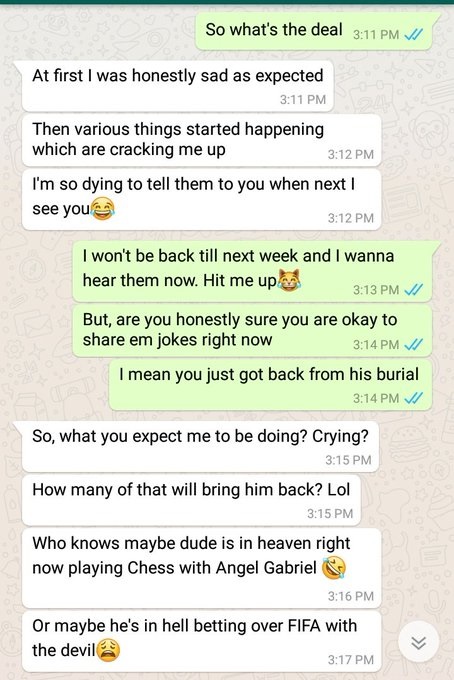 So what's the deal 3:11 PM
At first I was honestly sad as expected
3:11 PM
Then various things started happening
which are cracking me up 3:12 PM
I'm so dying to tell them to you when next I
see you😂 3:12 PM
I won't be back till next week and I wanna
hear them now. Hit me up😹 3:13 PM
But, are you honestly sure you are okay to
share em jokes right now 3:14 PM
I mean you just got back from his burial
3:14 PM
So, what you expect me to be doing? Crying?
3:15 PM
How many of that will bring him back? Lol
3:15 PM
Who knows maybe dude is in heaven right
now playing Chess with Angel Gabriel 🤣
3:16 PM
Or maybe he's in hell betting over FIFA with
the devil😩 3:17 PM